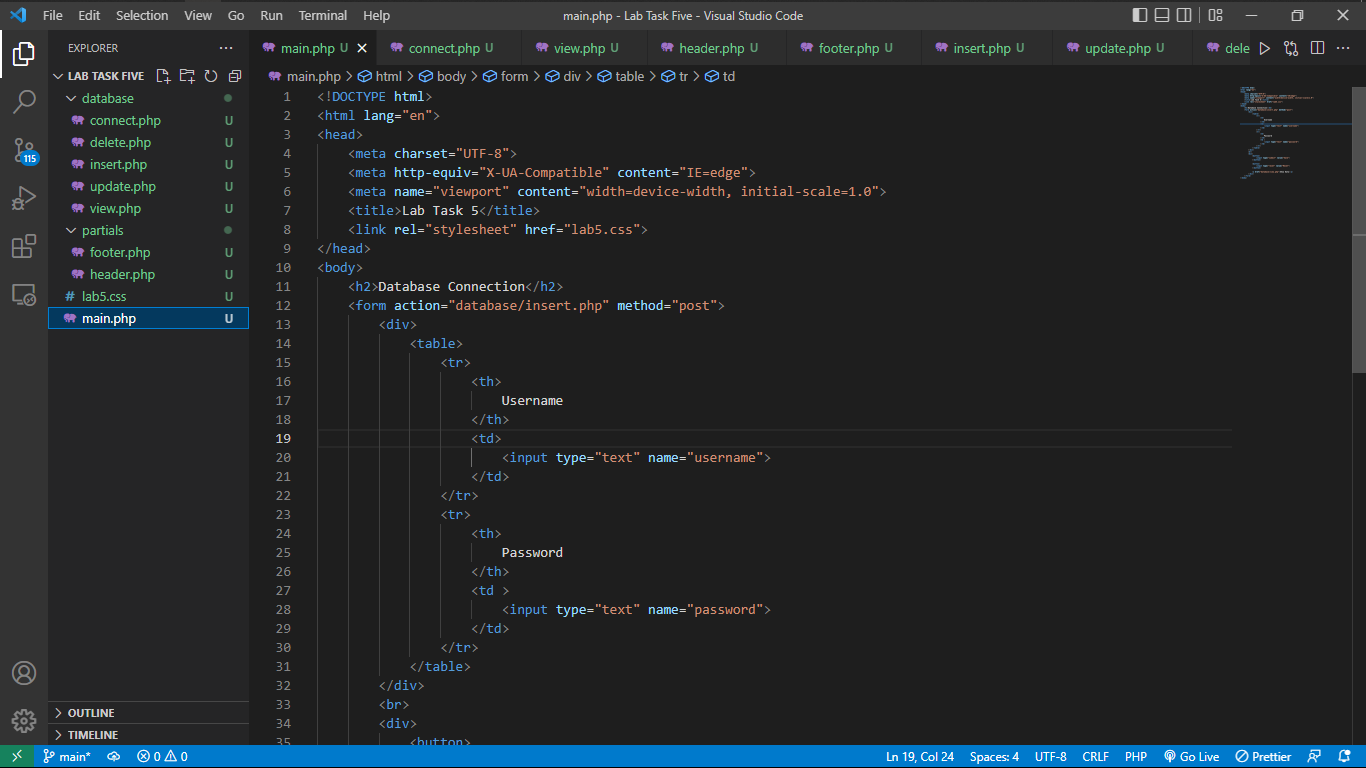 File Edit Selection View Go Run Terminal Help main.php - Lab Task Five - Visual Studio Code
EXPLORER
main.php U connect.php U view.php U header.php U footer.php U insert.php U update.php U dele
LAB TASK FIVE
main.php > html > body > form > div > table > tr > td
database
connect.php U
delete.php U
insert.php U
update.php U
view.php U
partials
footer.php U
header.php U
# lab5.css U
main.php U
115
OUTLINE
TIMELINE
1 <!DOCTYPE html>
2 <html lang="en">
3 <head>
4 <meta charset="UTF-8">
5 <meta http-equiv="X-UA-Compatible" content="IE=edge">
6 <meta name="viewport" content="width=device-width, initial-scale=1.0">
7 <title>Lab Task 5</title>
8 <link rel="stylesheet" href="lab5.css">
9 </head>
10 <body>
11 <h2>Database Connection</h2>
12 <form action="database/insert.php" method="post">
13 <div>
14 <table>
15 <tr>
16 <th>
17 Username
18 </th>
19 <td>
20 <input type="text" name="username">
21 </td>
22 </tr>
23 <tr>
24 <th>
25 Password
26 </th>
27 <td >
28 <input type="text" name="password">
29 </td>
30 </tr>
31 </table>
32 </div>
33 <br>
34 <div>
35 <button>
main* 0 0 Ln 19, Col 24 Spaces: 4 UTF-8 CRLF PHP Go Live Prettier